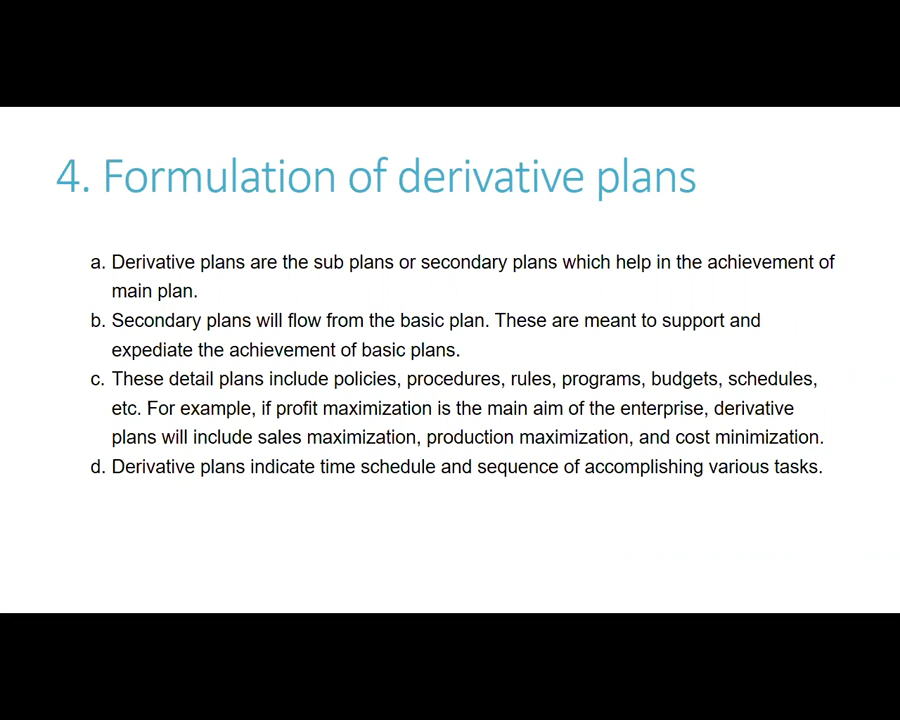 4. Formulation of derivative plans
a. Derivative plans are the sub plans or secondary plans which help in the achievement of
main plan.
b. Secondary plans will flow from the basic plan. These are meant to support and
expediate the achievement of basic plans.
c. These detail plans include policies, procedures, rules, programs, budgets, schedules,
etc. For example, if profit maximization is the main aim of the enterprise, derivative
plans will include sales maximization, production maximization, and cost minimization.
d. Derivative plans indicate time schedule and sequence of accomplishing various tasks.